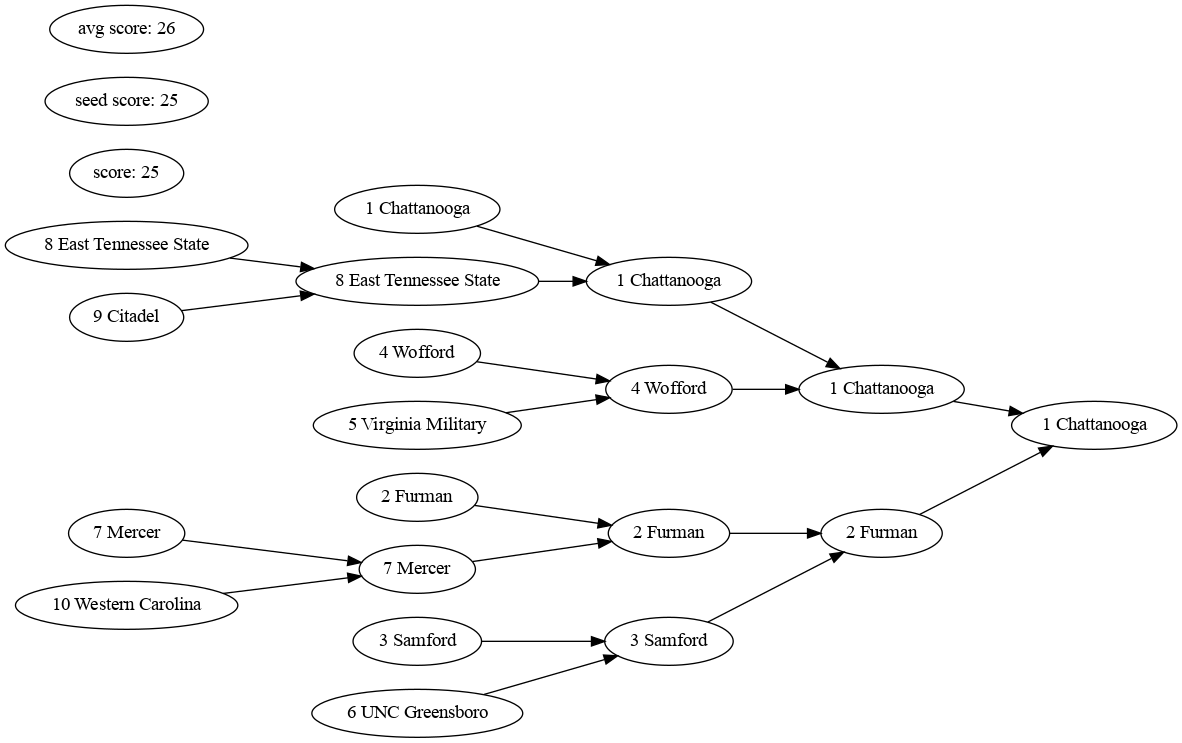 avg score: 26
seed score: 25
score: 25
1 Chattanooga
8 East Tennessee State
8 East Tennessee State
1 Chattanooga
9 Citadel
4 Wofford
4 Wofford
1 Chattanooga
5 Virginia Military
1 Chattanooga
2 Furman
7 Mercer
2 Furman
2 Furman
7 Mercer
10 Western Carolina
3 Samford
3 Samford
6 UNC Greensboro